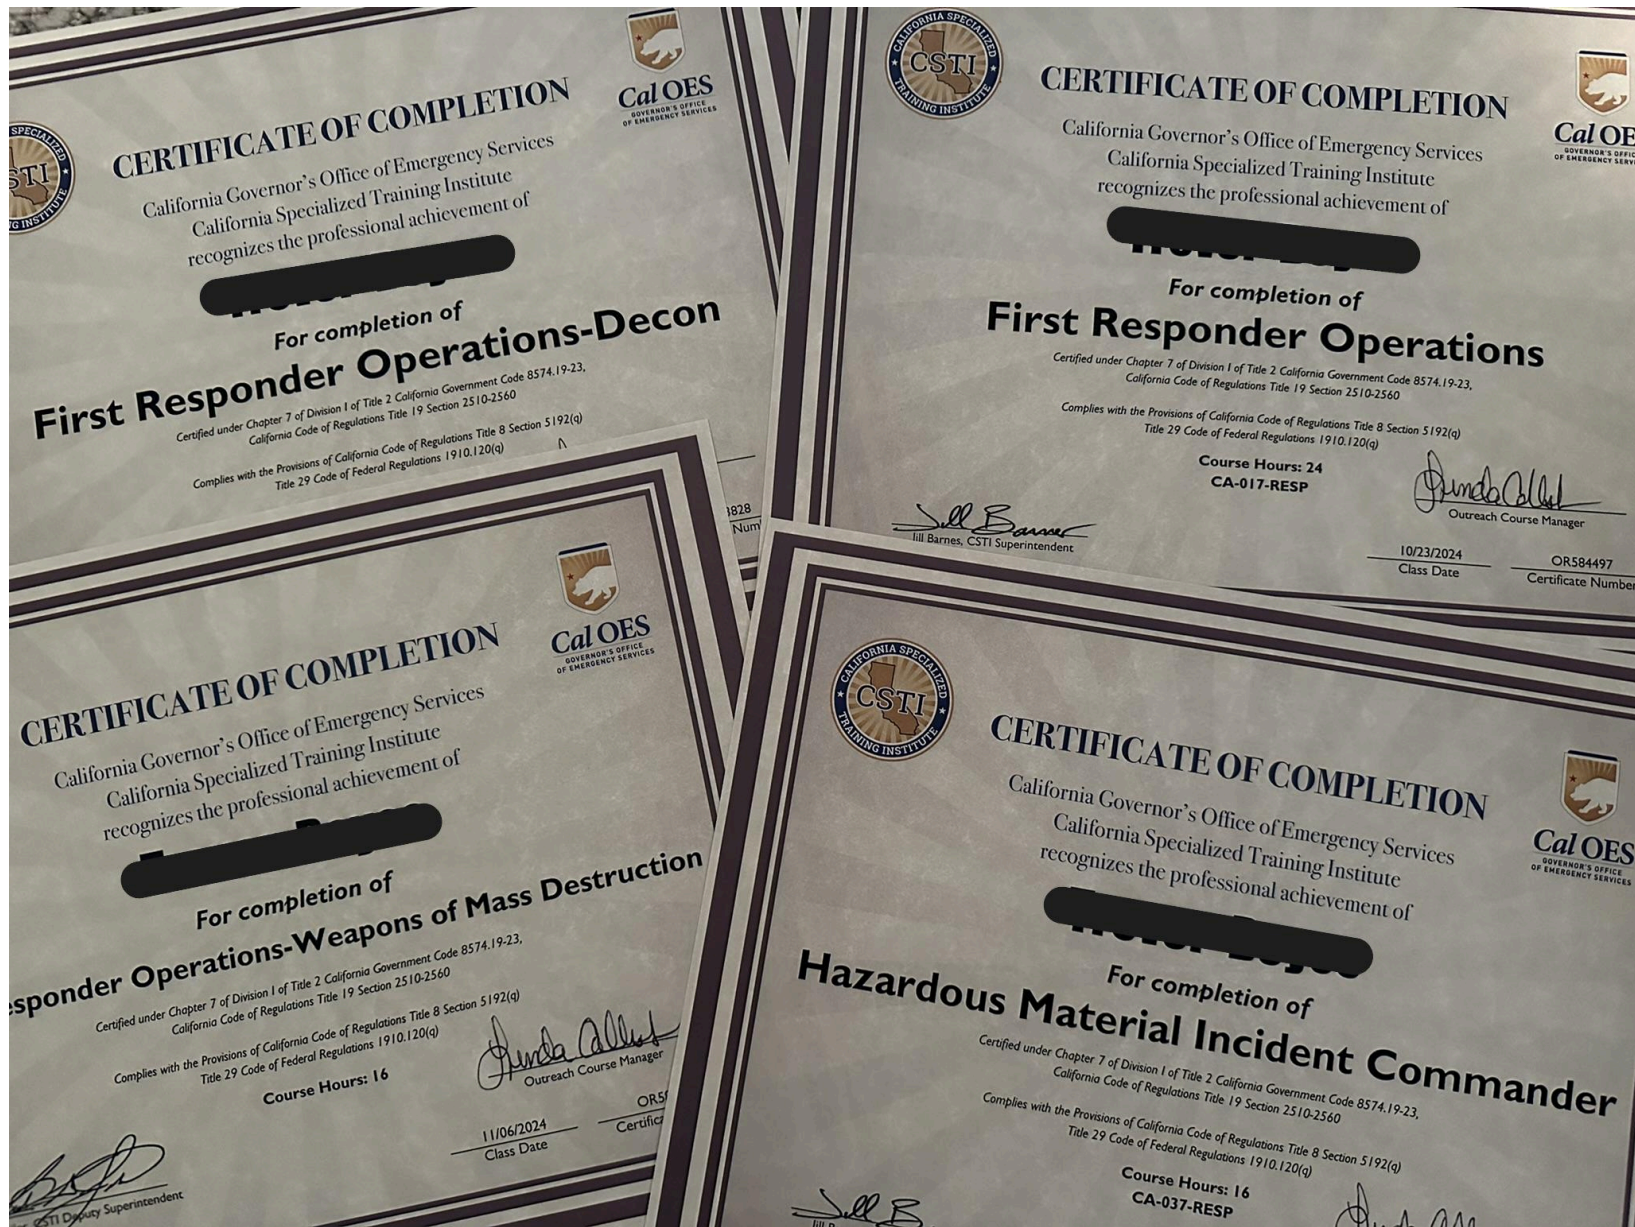 CALIFORNIA SPECIALIZED
CSTI
TRAINING INSTITUTE
Cal OES
GOVERNOR'S OFFICE
OF EMERGENCY SERVICES
CERTIFICATE OF COMPLETION
California Governor's Office of Emergency Services
California Specialized Training Institute
recognizes the professional achievement of
For completion of
First Responder Operations-Decon
Certified under Chapter 7 of Division 1 of Title 2 California Government Code 8574.19-23,
California Code of Regulations Title 19 Section 2510-2560
Complies with the Provisions of California Code of Regulations Title 8 Section 5192(q)
Title 29 Code of Federal Regulations 1910.120(q)
3828
Num
CALIFORNIA SPECIALIZED
CSTI
TRAINING INSTITUTE
Cal OE
GOVERNOR'S OFFIC
OF EMERGENCY SERV
CERTIFICATE OF COMPLETION
California Governor's Office of Emergency Services
California Specialized Training Institute
recognizes the professional achievement of
For completion of
First Responder Operations
Certified under Chapter 7 of Division 1 of Title 2 California Government Code 8574.19-23,
California Code of Regulations Title 19 Section 2510-2560
Complies with the Provisions of California Code of Regulations Title 8 Section 5192(q)
Title 29 Code of Federal Regulations 1910.120(q)
Course Hours: 24
CA-017-RESP
Outreach Course Manager
Jill Barnes, CSTI Superintendent
10/23/2024
Class Date
OR584497
Certificate Number
Cal OES
GOVERNOR'S OFFICE
OF EMERGENCY SERVICES
CERTIFICATE OF COMPLETION
California Governor's Office of Emergency Services
California Specialized Training Institute
recognizes the professional achievement of
For completion of
esponder Operations-Weapons of Mass Destruction
Certified under Chapter 7 of Division 1 of Title 2 California Government Code 8574.19-23,
California Code of Regulations Title 19 Section 2510-2560
Complies with the Provisions of California Code of Regulations Title 8 Section 5192(q)
Title 29 Code of Federal Regulations 1910.120(q)
Course Hours: 16
Outreach Course Manager
11/06/2024
Class Date
OR58
Certifica
CSTI Deputy Superintendent
CALIFORNIA SPECIALIZED
CSTI
TRAINING INSTITUTE
Cal OES
GOVERNOR'S OFFICE
OF EMERGENCY SERVICES
CERTIFICATE OF COMPLETION
California Governor's Office of Emergency Services
California Specialized Training Institute
recognizes the professional achievement of
For completion of
Hazardous Material Incident Commander
Certified under Chapter 7 of Division 1 of Title 2 California Government Code 8574.19-23,
California Code of Regulations Title 19 Section 2510-2560
Complies with the Provisions of California Code of Regulations Title 8 Section 5192(q)
Title 29 Code of Federal Regulations 1910.120(q)
Course Hours: 16
CA-037-RESP